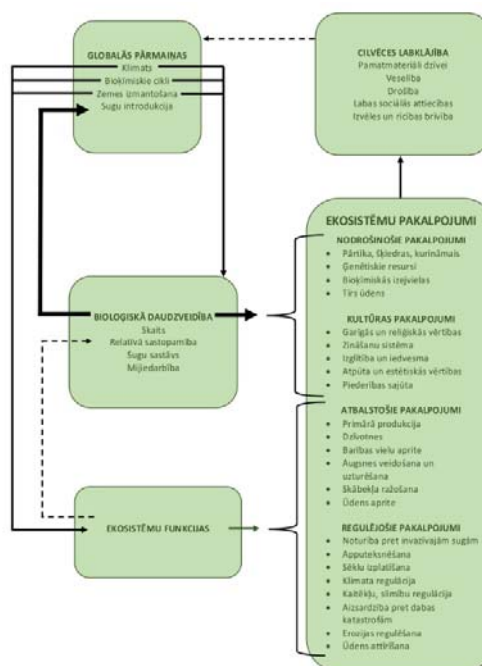 GLOBALĀS PĀRMAIŅAS
Klimats
Bioķīmiskie cikli
Zemes izmantošana
Sugu introdukcija
CILVĒCES LABKLĀJĪBA
Pamatmateriāli dzīvei
Veselība
Drošība
Labas sociālās attiecības
Izvēles un rīcības brīvība
BIOLOĢISKĀ DAUDZVEIDĪBA
Skaits
Relatīvā sastopamība
Sugu sastāvs
Mijiedarbība
EKOSISTĒMU FUNKCIJAS
EKOSISTĒMU PAKALPOJUMI
NODROŠINOŠIE PAKALPOJUMI
• Pārtika, šķiedras, kurināmais
• Ģenētiskie resursi
• Bioķīmiskās izejvielas
• Tīrs ūdens
KULTŪRAS PAKALPOJUMI
• Garīgās un reliģiskās vērtības
• Zināšanu sistēma
• Izglītība un iedvesma
• Atpūta un estētiskās vērtības
• Piederības sajūta
ATBALSTOŠIE PAKALPOJUMI
• Primārā produkcija
• Dzīvotnes
• Barības vielu aprite
• Augsnes veidošana un
uzturēšana
• Skābekļa ražošana
• Ūdens aprite
REGULĒJOŠIE PAKALPOJUMI
• Noturība pret invazīvajām sugām
• Apputeksnēšana
• Sēklu izplatīšana
• Klimata regulācija
• Kaitēkļu, slimību regulācija
• Aizsardzība pret dabas
katastrofām
• Erozijas regulēšana
• Ūdens attīrīšana